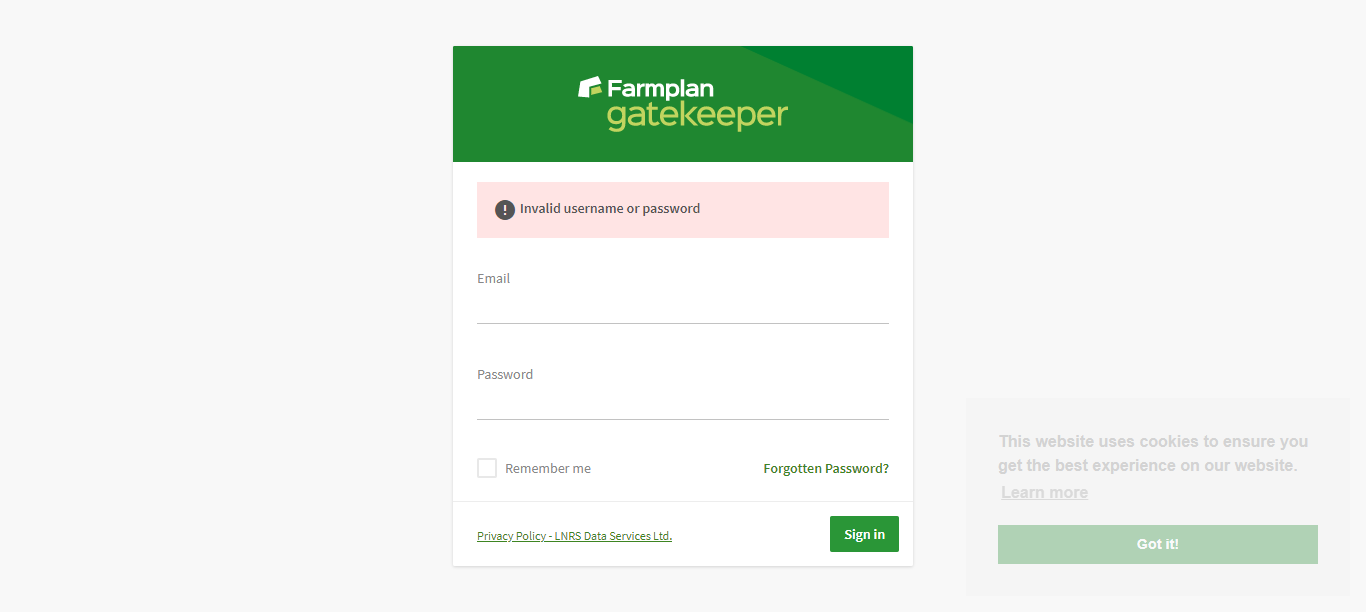 Farmplan
gatekeeper
Invalid username or password
Email
Password
Remember me
Forgotten Password?
Privacy Policy - LNRS Data Services Ltd.
Sign in
This website uses cookies to ensure you
get the best experience on our website.
Learn more
Got it!